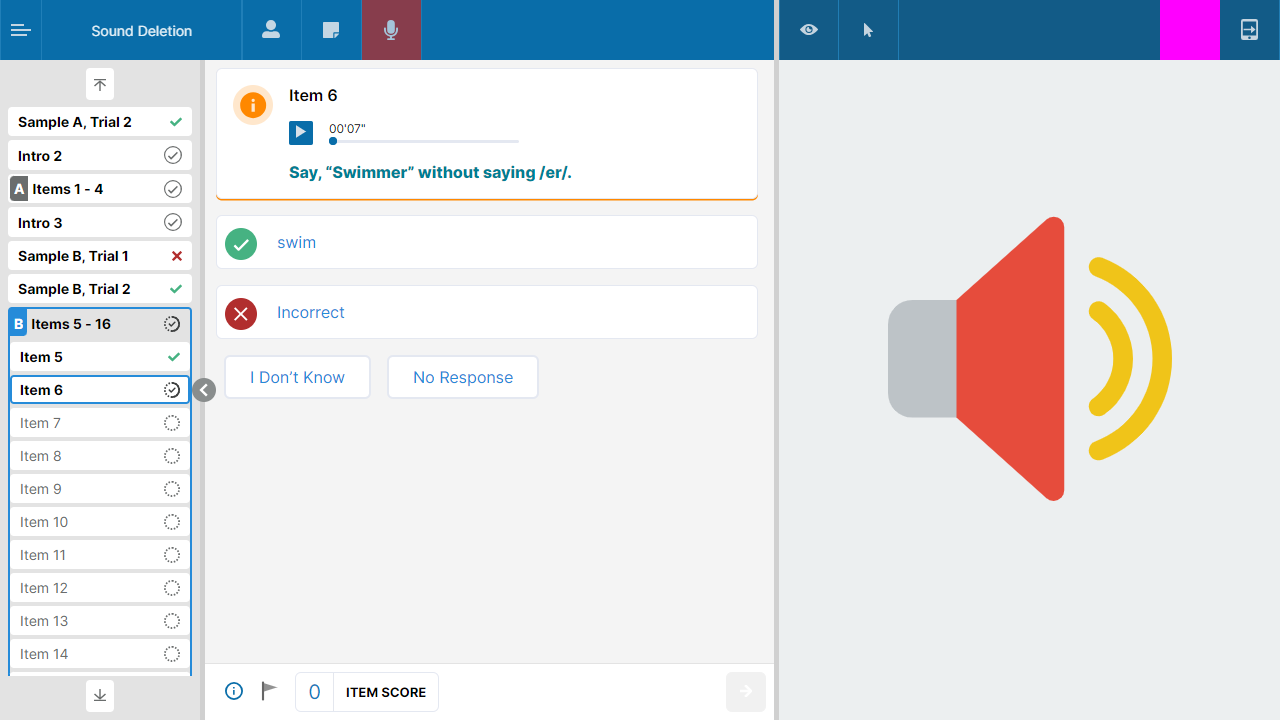 Sound Deletion
Sample A, Trial 2
Intro 2
A Items 1 - 4
Intro 3
Sample B, Trial 1
Sample B, Trial 2
B Items 5 - 16
Item 5
Item 6
Item 7
Item 8
Item 9
Item 10
Item 11
Item 12
Item 13
Item 14
Item 6
00'07"
Say, “Swimmer” without saying /er/.
swim
Incorrect
I Don’t Know
No Response
0 ITEM SCORE